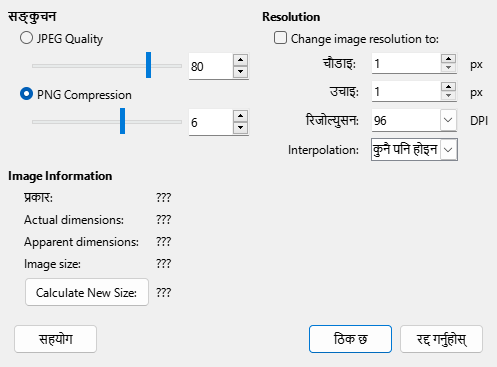 सङ्कुचन
JPEG Quality
80
PNG Compression
6
Resolution
Change image resolution to:
चौडाइ: 1 px
उचाइ: 1 px
रिजोल्युसन: 96 DPI
Interpolation: कुनै पनि होइन
Image Information
प्रकार: ???
Actual dimensions: ???
Apparent dimensions: ???
Image size: ???
Calculate New Size: ???
सहयोग ठिक छ रद्द गर्नुहोस्